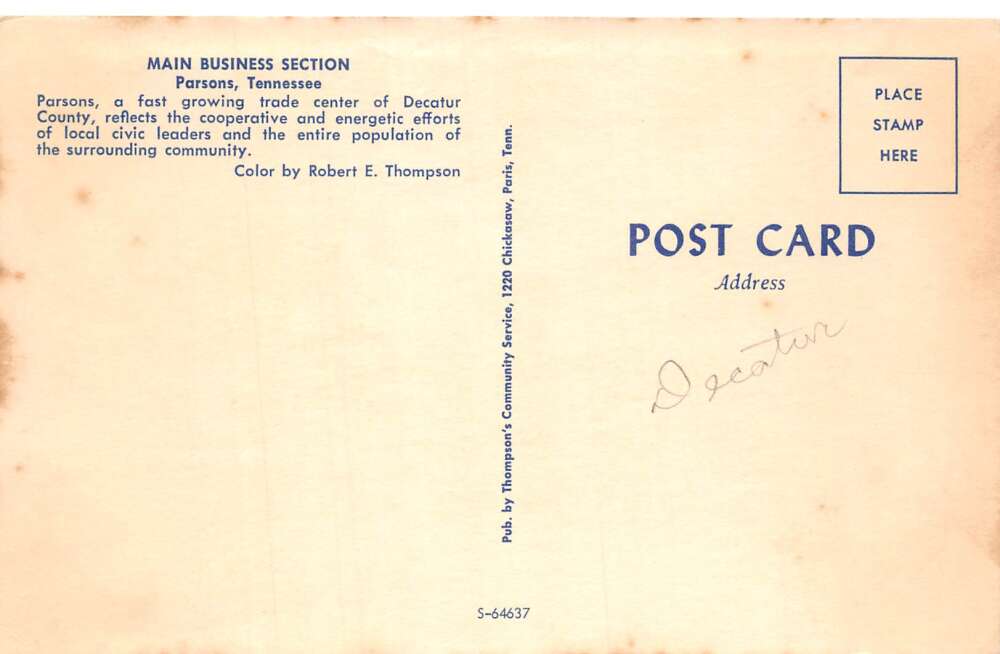 MAIN BUSINESS SECTION
Parsons, Tennessee
Parsons, a fast growing trade center of Decatur
County, reflects the cooperative and energetic efforts
of local civic leaders and the entire population of
the surrounding community.
Color by Robert E. Thompson
Pub. by Thompson's Community Service, 1220 Chickasaw, Paris, Tenn.
PLACE
STAMP
HERE
POST CARD
Address
Decatur
S-64637